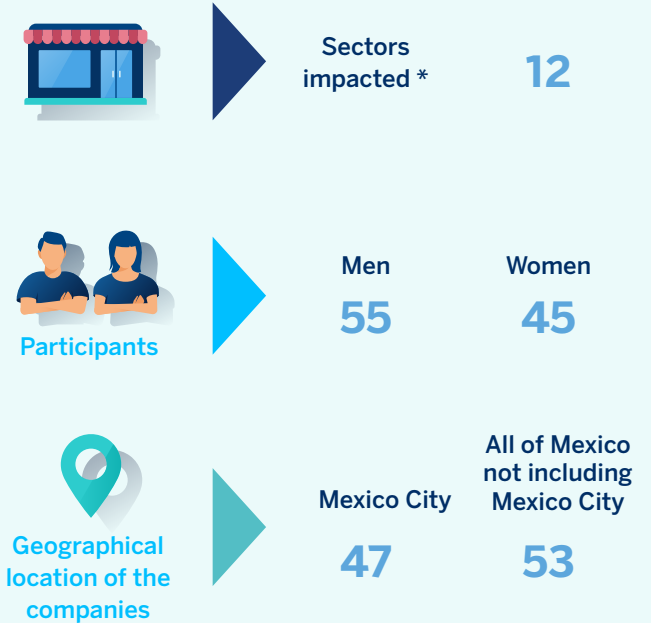 Sectors
impacted *
12
Men
Women
55
45
Participants
Mexico City
All of Mexico
not including
Mexico City
47
53
Geographical
location of the
companies